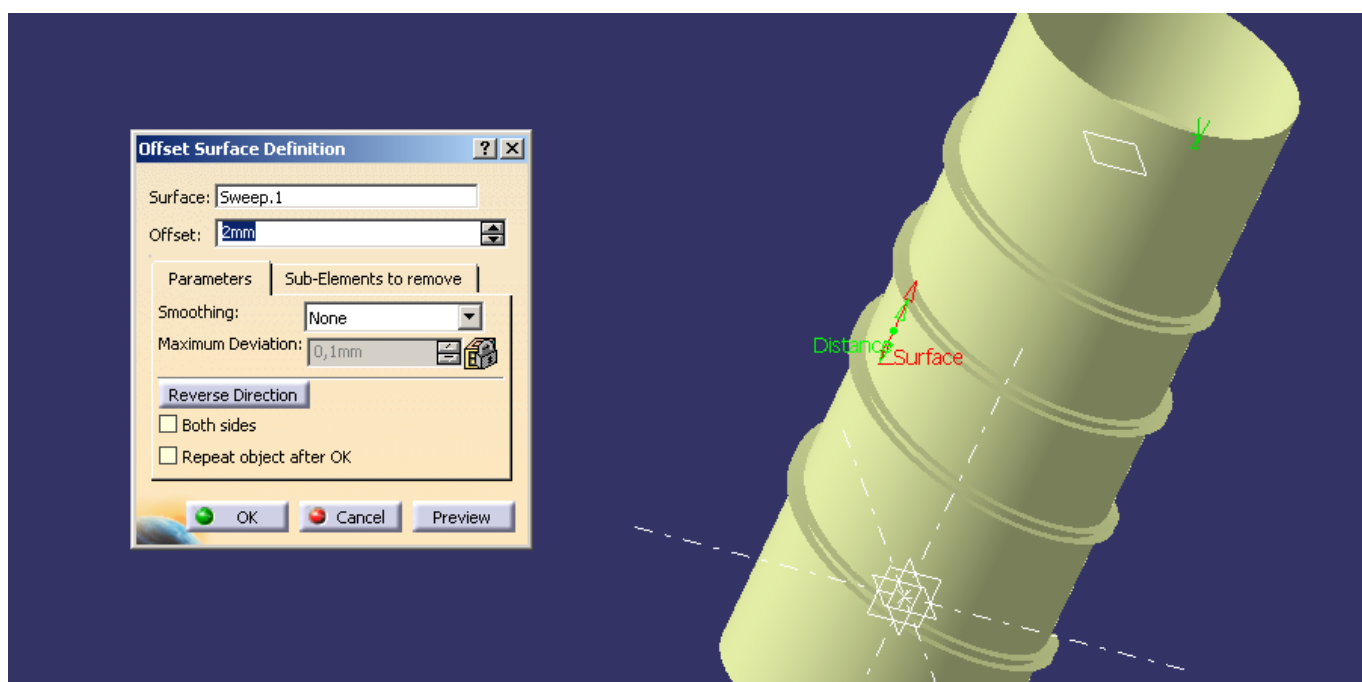 Offset Surface Definition
Surface: Sweep.1
Offset: 2mm
Parameters Sub-Elements to remove
Smoothing: None
Maximum Deviation: 0,1mm
Reverse Direction
Both sides
Repeat object after OK
OK Cancel Preview
Distance
Surface